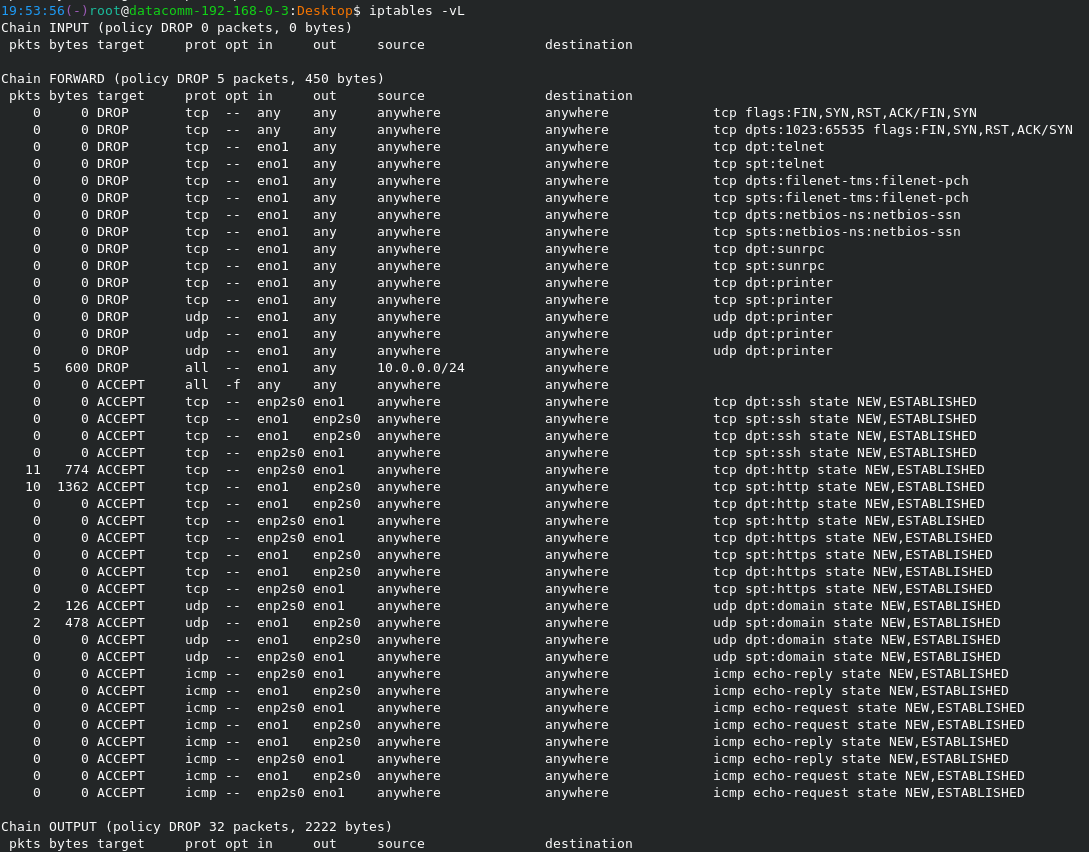 19:53:56(-)root@datacomm-192-168-0-3:Desktop$ iptables -vL
Chain INPUT (policy DROP 0 packets, 0 bytes)
 pkts bytes target     prot opt in     out     source               destination

Chain FORWARD (policy DROP 5 packets, 450 bytes)
 pkts bytes target     prot opt in     out     source               destination
    0     0 DROP       tcp  --  any    any     anywhere             anywhere             tcp flags:FIN,SYN,RST,ACK/FIN,SYN
    0     0 DROP       tcp  --  any    any     anywhere             anywhere             tcp dpts:1023:65535 flags:FIN,SYN,RST,ACK/SYN
    0     0 DROP       tcp  --  eno1   any     anywhere             anywhere             tcp dpt:telnet
    0     0 DROP       tcp  --  eno1   any     anywhere             anywhere             tcp spt:telnet
    0     0 DROP       tcp  --  eno1   any     anywhere             anywhere             tcp dpts:filenet-tms:filenet-pch
    0     0 DROP       tcp  --  eno1   any     anywhere             anywhere             tcp spts:filenet-tms:filenet-pch
    0     0 DROP       tcp  --  eno1   any     anywhere             anywhere             tcp dpts:netbios-ns:netbios-ssn
    0     0 DROP       tcp  --  eno1   any     anywhere             anywhere             tcp spts:netbios-ns:netbios-ssn
    0     0 DROP       tcp  --  eno1   any     anywhere             anywhere             tcp dpt:sunrpc
    0     0 DROP       tcp  --  eno1   any     anywhere             anywhere             tcp spt:sunrpc
    0     0 DROP       tcp  --  eno1   any     anywhere             anywhere             tcp dpt:printer
    0     0 DROP       tcp  --  eno1   any     anywhere             anywhere             tcp spt:printer
    0     0 DROP       udp  --  eno1   any     anywhere             anywhere             udp dpt:printer
    0     0 DROP       udp  --  eno1   any     anywhere             anywhere             udp dpt:printer
    0     0 DROP       udp  --  eno1   any     anywhere             anywhere             udp dpt:printer
    5   600 DROP       all  --  eno1   any     10.0.0.0/24          anywhere
    0     0 ACCEPT     all  -f  any    any     anywhere             anywhere
    0     0 ACCEPT     tcp  --  enp2s0 eno1    anywhere             anywhere             tcp dpt:ssh state NEW,ESTABLISHED
    0     0 ACCEPT     tcp  --  eno1   enp2s0  anywhere             anywhere             tcp spt:ssh state NEW,ESTABLISHED
    0     0 ACCEPT     tcp  --  eno1   enp2s0  anywhere             anywhere             tcp dpt:ssh state NEW,ESTABLISHED
    0     0 ACCEPT     tcp  --  enp2s0 eno1    anywhere             anywhere             tcp spt:ssh state NEW,ESTABLISHED
   11   774 ACCEPT     tcp  --  enp2s0 eno1    anywhere             anywhere             tcp dpt:http state NEW,ESTABLISHED
   10  1362 ACCEPT     tcp  --  eno1   enp2s0  anywhere             anywhere             tcp spt:http state NEW,ESTABLISHED
    0     0 ACCEPT     tcp  --  eno1   enp2s0  anywhere             anywhere             tcp dpt:http state NEW,ESTABLISHED
    0     0 ACCEPT     tcp  --  enp2s0 eno1    anywhere             anywhere             tcp spt:http state NEW,ESTABLISHED
    0     0 ACCEPT     tcp  --  enp2s0 eno1    anywhere             anywhere             tcp dpt:https state NEW,ESTABLISHED
    0     0 ACCEPT     tcp  --  eno1   enp2s0  anywhere             anywhere             tcp spt:https state NEW,ESTABLISHED
    0     0 ACCEPT     tcp  --  eno1   enp2s0  anywhere             anywhere             tcp dpt:https state NEW,ESTABLISHED
    0     0 ACCEPT     tcp  --  enp2s0 eno1    anywhere             anywhere             tcp spt:https state NEW,ESTABLISHED
    2   126 ACCEPT     udp  --  enp2s0 eno1    anywhere             anywhere             udp dpt:domain state NEW,ESTABLISHED
    2   478 ACCEPT     udp  --  eno1   enp2s0  anywhere             anywhere             udp spt:domain state NEW,ESTABLISHED
    0     0 ACCEPT     udp  --  eno1   enp2s0  anywhere             anywhere             udp dpt:domain state NEW,ESTABLISHED
    0     0 ACCEPT     udp  --  enp2s0 eno1    anywhere             anywhere             udp spt:domain state NEW,ESTABLISHED
    0     0 ACCEPT     icmp --  enp2s0 eno1    anywhere             anywhere             icmp echo-reply state NEW,ESTABLISHED
    0     0 ACCEPT     icmp --  eno1   enp2s0  anywhere             anywhere             icmp echo-reply state NEW,ESTABLISHED
    0     0 ACCEPT     icmp --  enp2s0 eno1    anywhere             anywhere             icmp echo-request state NEW,ESTABLISHED
    0     0 ACCEPT     icmp --  eno1   enp2s0  anywhere             anywhere             icmp echo-request state NEW,ESTABLISHED
    0     0 ACCEPT     icmp --  eno1   enp2s0  anywhere             anywhere             icmp echo-reply state NEW,ESTABLISHED
    0     0 ACCEPT     icmp --  enp2s0 eno1    anywhere             anywhere             icmp echo-reply state NEW,ESTABLISHED
    0     0 ACCEPT     icmp --  eno1   enp2s0  anywhere             anywhere             icmp echo-request state NEW,ESTABLISHED
    0     0 ACCEPT     icmp --  enp2s0 eno1    anywhere             anywhere             icmp echo-request state NEW,ESTABLISHED

Chain OUTPUT (policy DROP 32 packets, 2222 bytes)
 pkts bytes target     prot opt in     out     source               destination